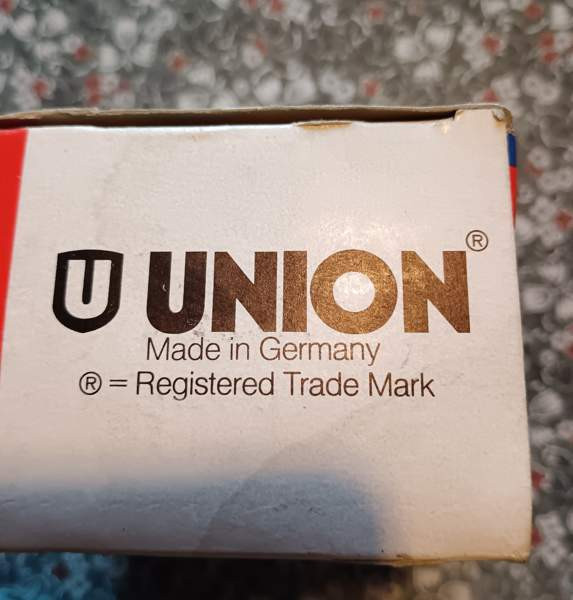 U UNION®
Made in Germany
® = Registered Trade Mark